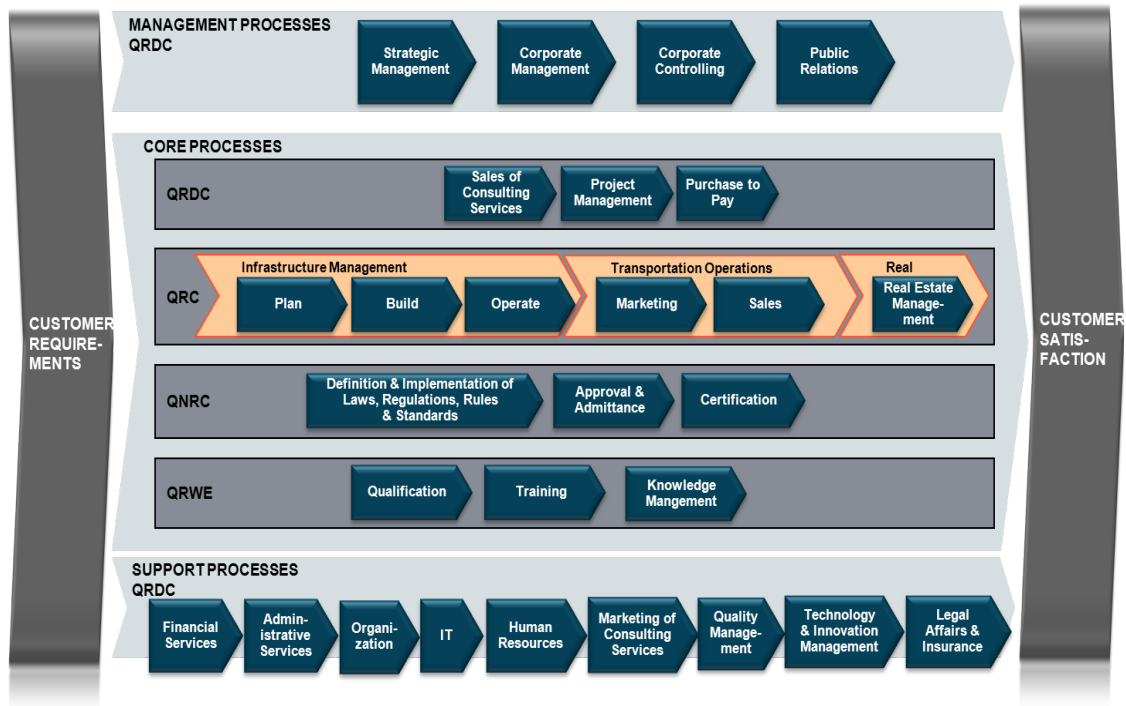 MANAGEMENT PROCESSES
QRDC
Strategic
Management
Corporate
Management
Corporate
Controlling
Public
Relations
CUSTOMER
REQUIRE-
MENTS
CORE PROCESSES
QRDC
Sales of
Consulting
Services
Project
Management
Purchase to
Pay
QRC
Infrastructure Management
Plan
Build
Operate
Transportation Operations
Marketing
Sales
Real
Real Estate
Manage-
ment
QNRC
Definition & Implementation of
Laws, Regulations, Rules
& Standards
Approval &
Admittance
Certification
QRWE
Qualification
Training
Knowledge
Mangement
CUSTOMER
SATIS-
FACTION
SUPPORT PROCESSES
QRDC
Financial
Services
Admin-
istrative
Services
Organi-
zation
IT
Human
Resources
Marketing of
Consulting
Services
Quality
Manage-
ment
Technology
& Innovation
Management
Legal
Affairs &
Insurance